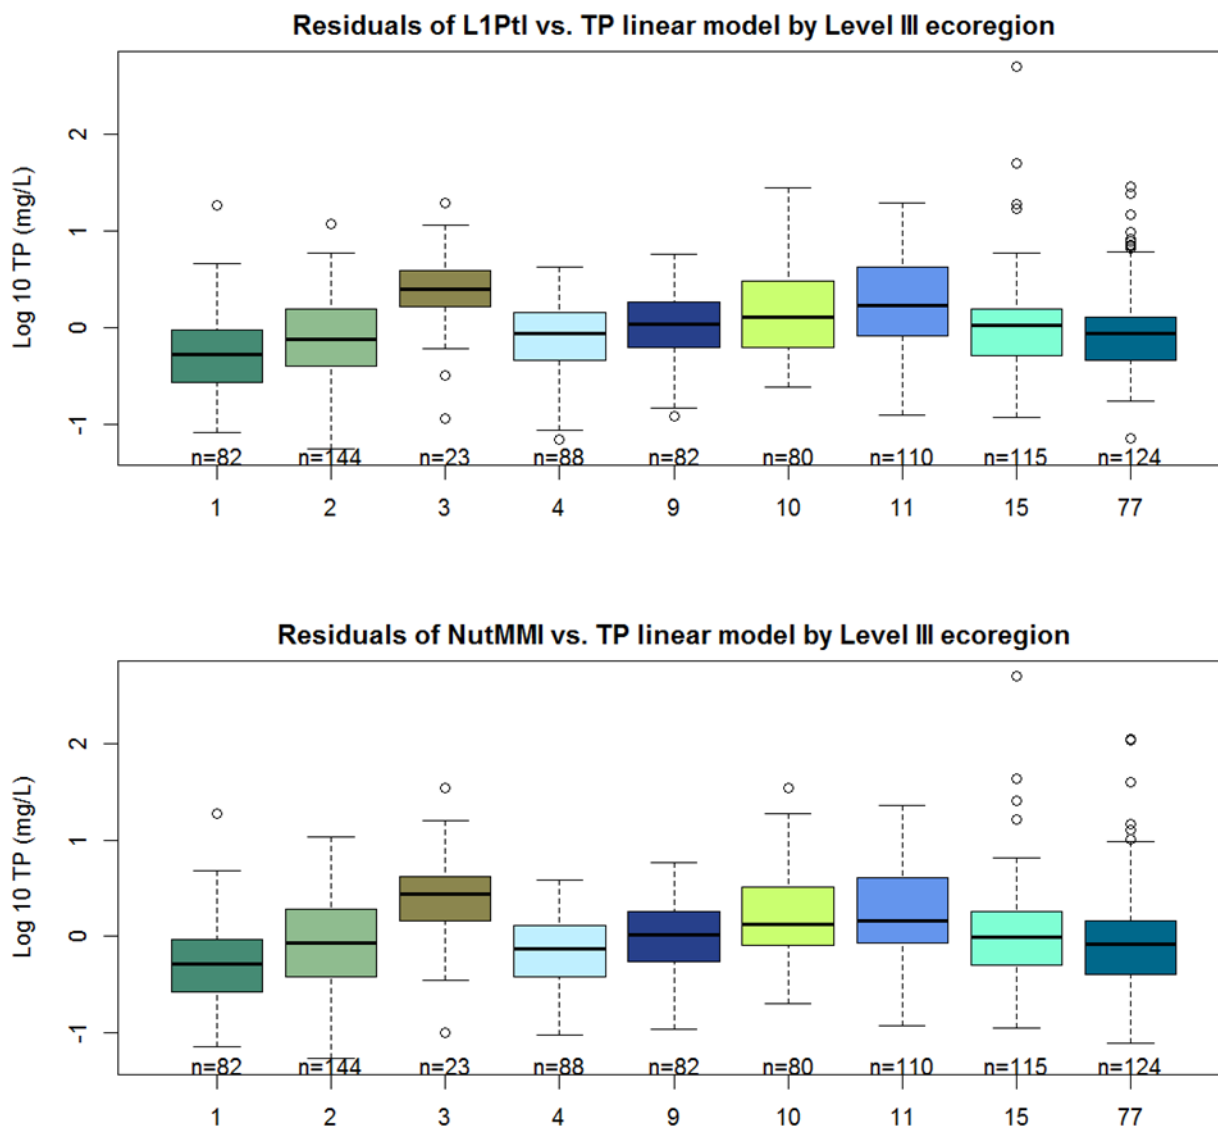 Residuals of L1Ptl vs. TP linear model by Level III ecoregion
Log 10 TP (mg/L)
2
1
0
-1
n=82 n=144 n=23 n=88 n=82 n=80 n=110 n=115 n=124
1 2 3 4 9 10 11 15 77
Residuals of NutMMI vs. TP linear model by Level III ecoregion
Log 10 TP (mg/L)
2
1
0
-1
n=82 n=144 n=23 n=88 n=82 n=80 n=110 n=115 n=124
1 2 3 4 9 10 11 15 77